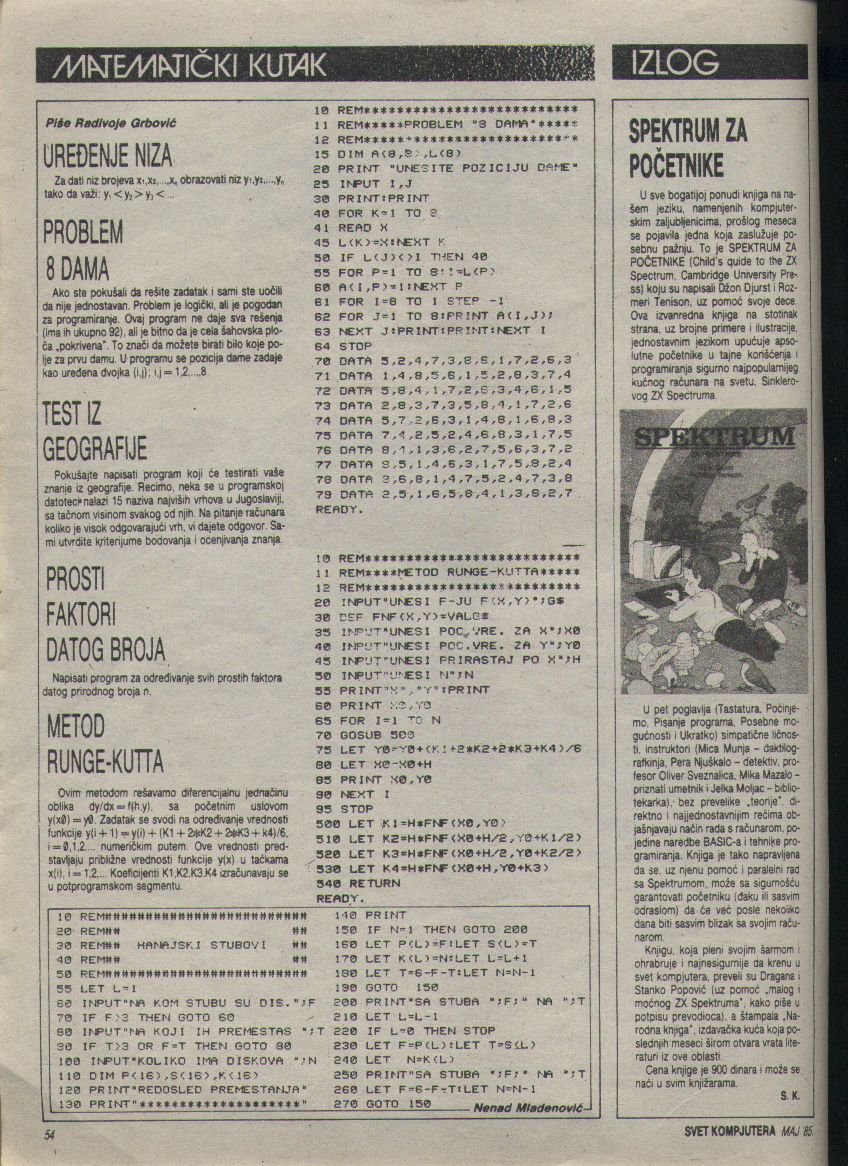 MATEMATIČKI KUTAK
Piše Radivoje Grbović
UREĐENJE NIZA
Za dati niz brojeva x₁,x₂,...,xₙ obrazovati niz y₁,y₂,...,yₙ
tako da važi: y₁ < y₂ > y₃ < ...
PROBLEM
8 DAMA
Ako ste pokušali da rešite zadatak i sami ste uočili
da nije jednostavan. Problem je logički, ali je pogodan
za programiranje. Ovaj program ne daje sva rešenja
(ima ih ukupno 92), ali je bitno da je cela šahovska plo-
ča „pokrivena". To znači da možete birati bilo koje po-
lje za prvu damu. U programu se pozicija dame zadaje
kao uređena dvojka (i,j); i,j = 1,2,...,8.
TEST IZ
GEOGRAFIJE
Pokušajte napisati program koji će testirati vaše
znanje iz geografije. Recimo, neka se u programskoj
datoteci nalazi 15 naziva najviših vrhova u Jugoslaviji,
sa tačnom visinom svakog od njih. Na pitanje računara
koliko je visok odgovarajući vrh, vi dajete odgovor. Sa-
mi utvrdite kriterijume bodovanja i ocenjivanja znanja.
PROSTI
FAKTORI
DATOG BROJA
Napisati program za određivanje svih prostih faktora
datog prirodnog broja n.
METOD
RUNGE-KUTTA
Ovim metodom rešavamo diferencijalnu jednačinu
oblika dy/dx = f(h,y), sa početnim uslovom
y(x0) = y0. Zadatak se svodi na određivanje vrednosti
funkcije y(i + 1) = y(i) + (K1 + 2*K2 + 2*K3 + k4)/6,
i = 0,1,2,... numeričkim putem. Ove vrednosti pred-
stavljaju približne vrednosti funkcije y(x) u tačkama
x(i), i = 1,2,... Koeficijenti K1,K2.K3.K4 izračunavaju se
u potprogramskom segmentu.
10 REM**************************
11 REM*****PROBLEM "8 DAMA"*****
12 REM**************************
15 DIM A(8,8),L(8)
20 PRINT "UNESITE POZICIJU DAME"
25 INPUT I,J
30 PRINT:PRINT
40 FOR K=1 TO 8
41 READ X
45 L(K)=X:NEXT K
50 IF L(J)<>I THEN 40
55 FOR P=1 TO 8:I=L(P)
60 A(I,P)=1:NEXT P
61 FOR I=8 TO 1 STEP -1
62 FOR J=1 TO 8:PRINT A(I,J);
63 NEXT J:PRINT:PRINT:NEXT I
64 STOP
70 DATA 5,2,4,7,3,8,6,1,7,2,6,3
71 DATA 1,4,8,5,6,1,5,2,8,3,7,4
72 DATA 5,8,4,1,7,2,6,3,4,6,1,5
73 DATA 2,8,3,7,3,5,8,4,1,7,2,6
74 DATA 5,7,2,6,3,1,4,8,1,6,8,3
75 DATA 7,4,2,5,2,4,6,8,3,1,7,5
76 DATA 8,1,1,3,6,2,7,5,6,3,7,2
77 DATA 8,5,1,4,6,3,1,7,5,8,2,4
78 DATA 3,6,8,1,4,7,5,2,4,7,3,8
79 DATA 2,5,1,6,5,8,4,1,3,6,2,7
READY.
10 REM**************************
11 REM****METOD RUNGE-KUTTA*****
12 REM**************************
20 INPUT"UNESI F-JU F(X,Y)";G$
30 DEF FNF(X,Y)=VALG$
35 INPUT"UNESI POC.VRE. ZA X";X0
40 INPUT"UNESI POC.VRE. ZA Y";Y0
45 INPUT"UNESI PRIRASTAJ PO X";H
50 INPUT"UNESI N";N
55 PRINT"X","Y":PRINT
60 PRINT X0,Y0
65 FOR I=1 TO N
70 GOSUB 500
75 LET Y0=Y0+(K1+2*K2+2*K3+K4)/6
80 LET X0=X0+H
85 PRINT X0,Y0
90 NEXT I
95 STOP
500 LET K1=H*FNF(X0,Y0)
510 LET K2=H*FNF(X0+H/2,Y0+K1/2)
520 LET K3=H*FNF(X0+H/2,Y0+K2/2)
530 LET K4=H*FNF(X0+H,Y0+K3)
540 RETURN
READY.
10 REM#########################
20 REM## ##
30 REM## HANAJSKI STUBOVI ##
40 REM## ##
50 REM#########################
55 LET L=1
60 INPUT"NA KOM STUBU SU DIS.";F
70 IF F>3 THEN GOTO 60
80 INPUT"NA KOJI IH PREMESTAS ";T
90 IF T>3 OR F=T THEN GOTO 80
100 INPUT"KOLIKO IMA DISKOVA ";N
110 DIM P(16),S(16),K(16)
120 PRINT"REDOSLED PREMESTANJA"
130 PRINT"********************"
140 PRINT
150 IF N=1 THEN GOTO 200
160 LET P(L)=F:LET S(L)=T
170 LET K(L)=N:LET L=L+1
180 LET T=6-F-T:LET N=N-1
190 GOTO 150
200 PRINT"SA STUBA ";F;" NA ";T
210 LET L=L-1
220 IF L=0 THEN STOP
230 LET F=P(L):LET T=S(L)
240 LET N=K(L)
250 PRINT"SA STUBA ";F;" NA ";T
260 LET F=6-F-T:LET N=N-1
270 GOTO 150
Nenad Mladenović
IZLOG
SPEKTRUM ZA
POČETNIKE
U sve bogatijoj ponudi knjiga na na-
šem jeziku, namenjenih kompjuter-
skim zaljubljenicima, prošlog meseca
se pojavila jedna koja zaslužuje po-
sebnu pažnju. To je SPEKTRUM ZA
POČETNIKE (Child's quide to the ZX
Spectrum, Cambridge University Pre-
ss) koju su napisali Džon Djurst i Roz-
meri Tenison, uz pomoć svoje dece.
Ova izvanredna knjiga na stotinak
strana, uz brojne primere i ilustracije,
jednostavnim jezikom upućuje apso-
lutne početnike u tajne korišćenja i
programiranja sigurno najpopularnijeg
kućnog računara na svetu, Sinklero-
vog ZX Spectruma.
SPEKTRUM
U pet poglavlja (Tastatura, Počinje-
mo, Pisanje programa, Posebne mo-
gućnosti i Ukratko) simpatične ličnos-
ti, instruktori (Mica Munja – daktilog-
rafkinja, Pera Njuškalo – detektiv, pro-
fesor Oliver Sveznalica, Mika Mazalo –
priznati umetnik i Jelka Moljac – biblio-
tekarka), bez prevelike „teorije", di-
rektno i najjednostavnijim rečima ob-
jašnjavaju način rada s računarom, po-
jedine naredbe BASIC-a i tehnike pro-
gramiranja. Knjiga je tako napravljena
da se, uz njenu pomoć i paralelni rad
sa Spektrumom, može sa sigurnošću
garantovati početniku (đaku ili sasvim
odraslom) da će već posle nekoliko
dana biti sasvim blizak sa svojim raču-
narom.
Knjigu, koja pleni svojim šarmom i
ohrabruje i najnesigurnije da krenu u
svet kompjutera, preveli su Dragana i
Stanko Popović (uz pomoć „malog i
moćnog ZX Spectruma", kako piše u
potpisu prevodioca), a štampala „Na-
rodna knjiga", izdavačka kuća koja po-
slednjih meseci širom otvara vrata lite-
raturi iz ove oblasti.
Cena knjige je 900 dinara i može se
naći u svim knjižarama.
S. K.
54
SVET KOMPJUTERA MAJ '85.